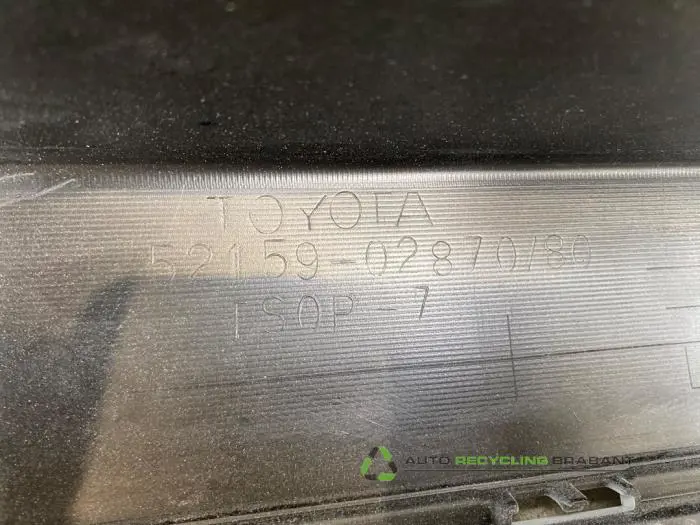 TOYOTA
52159-02870/80
TSOP-7
AUTO RECYCLING BRABANT